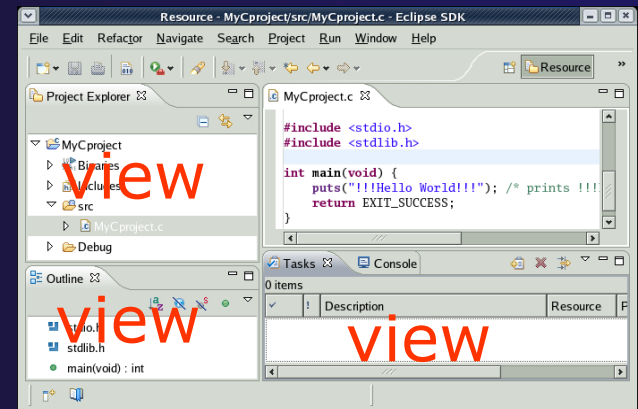 Resource - MyCproject/src/MyCproject.c - Eclipse SDK
File Edit Refactor Navigate Search Project Run Window Help
Resource »
Project Explorer
MyCproject
Binaries
Includes
src
MyCproject.c
Debug
view
MyCproject.c
#include <stdio.h>
#include <stdlib.h>
int main(void) {
puts("!!!Hello World!!!"); /* prints !!!
return EXIT_SUCCESS;
}
Outline
stdio.h
stdlib.h
main(void) : int
view
Tasks Console
0 items
! Description Resource P
view